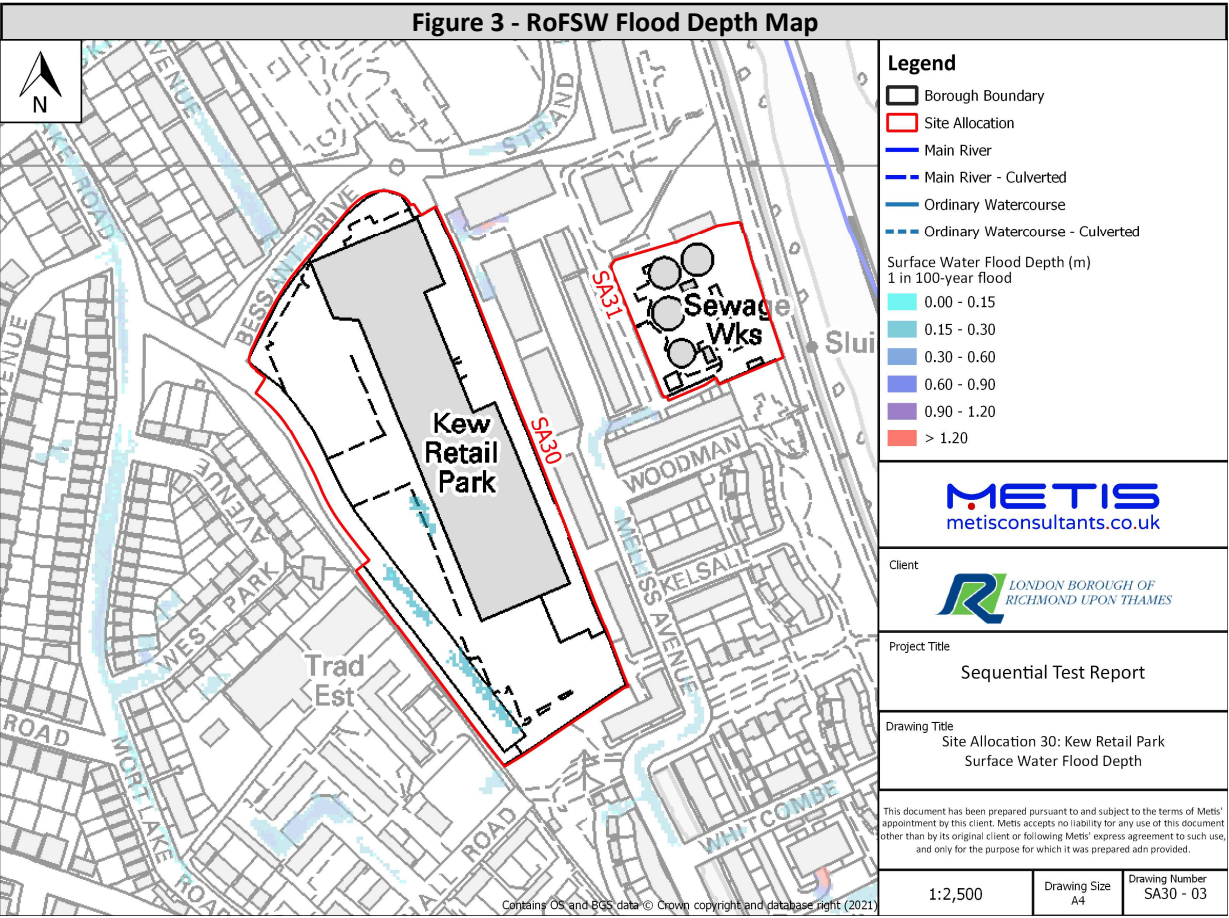 Figure 3 - RoFSW Flood Depth Map
N
AVENUE
ROAD
STRAND
BESSANT DRIVE
SA31
Sewage
Wks
Slui
AVENUE
Kew
Retail
Park
SA30
WOODMAN
WEST PARK AVENUE
MELLISS AVENUE
KELSALL
Trad
Est
ROAD
MORTLAKE
ROAD
ROAD
WHITCOMBE
Contains OS and BGS data © Crown copyright and database right (2021)
Legend
Borough Boundary
Site Allocation
Main River
Main River - Culverted
Ordinary Watercourse
Ordinary Watercourse - Culverted
Surface Water Flood Depth (m)
1 in 100-year flood
0.00 - 0.15
0.15 - 0.30
0.30 - 0.60
0.60 - 0.90
0.90 - 1.20
> 1.20
METIS
metisconsultants.co.uk
Client
LONDON BOROUGH OF
RICHMOND UPON THAMES
Project Title
Sequential Test Report
Drawing Title
Site Allocation 30: Kew Retail Park
Surface Water Flood Depth
This document has been prepared pursuant to and subject to the terms of Metis'
appointment by this client. Metis accepts no liability for any use of this document
other than by its original client or following Metis' express agreement to such use,
and only for the purpose for which it was prepared adn provided.
1:2,500
Drawing Size
A4
Drawing Number
SA30 - 03